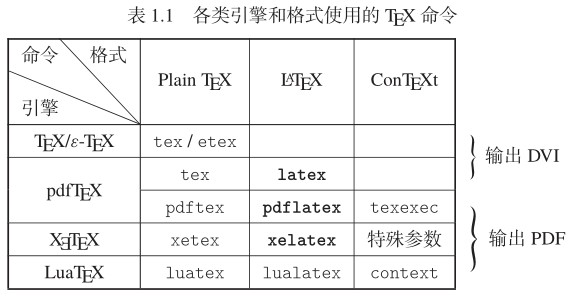 表 1.1 各类引擎和格式使用的 TEX 命令
命令 格式
引擎
Plain TEX LATEX ConTEXt
TEX/ε-TEX tex / etex
输出 DVI
pdfTEX
tex latex
pdftex pdflatex texexec
XƎTEX xetex xelatex 特殊参数
输出 PDF
LuaTEX luatex lualatex context